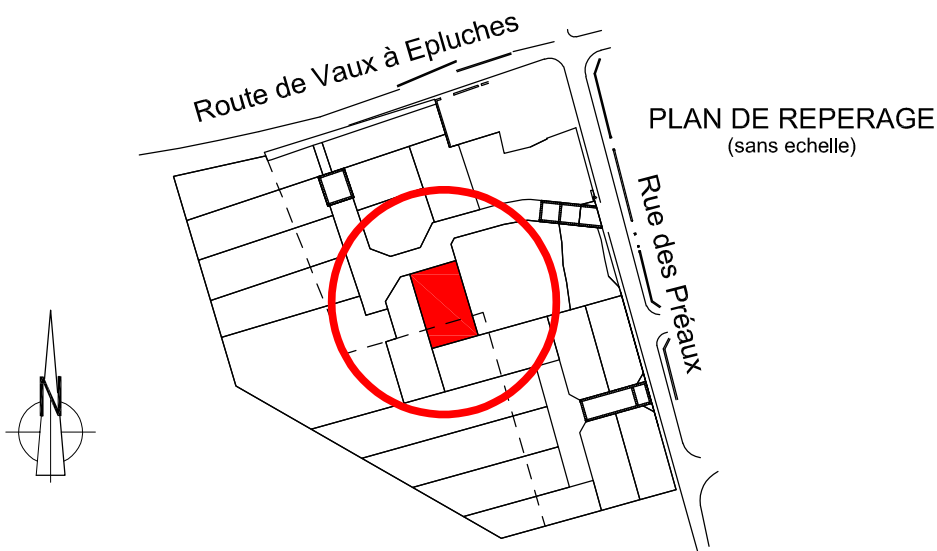 Route de Vaux à Epluches
PLAN DE REPERAGE
(sans echelle)
Rue des Préaux
N